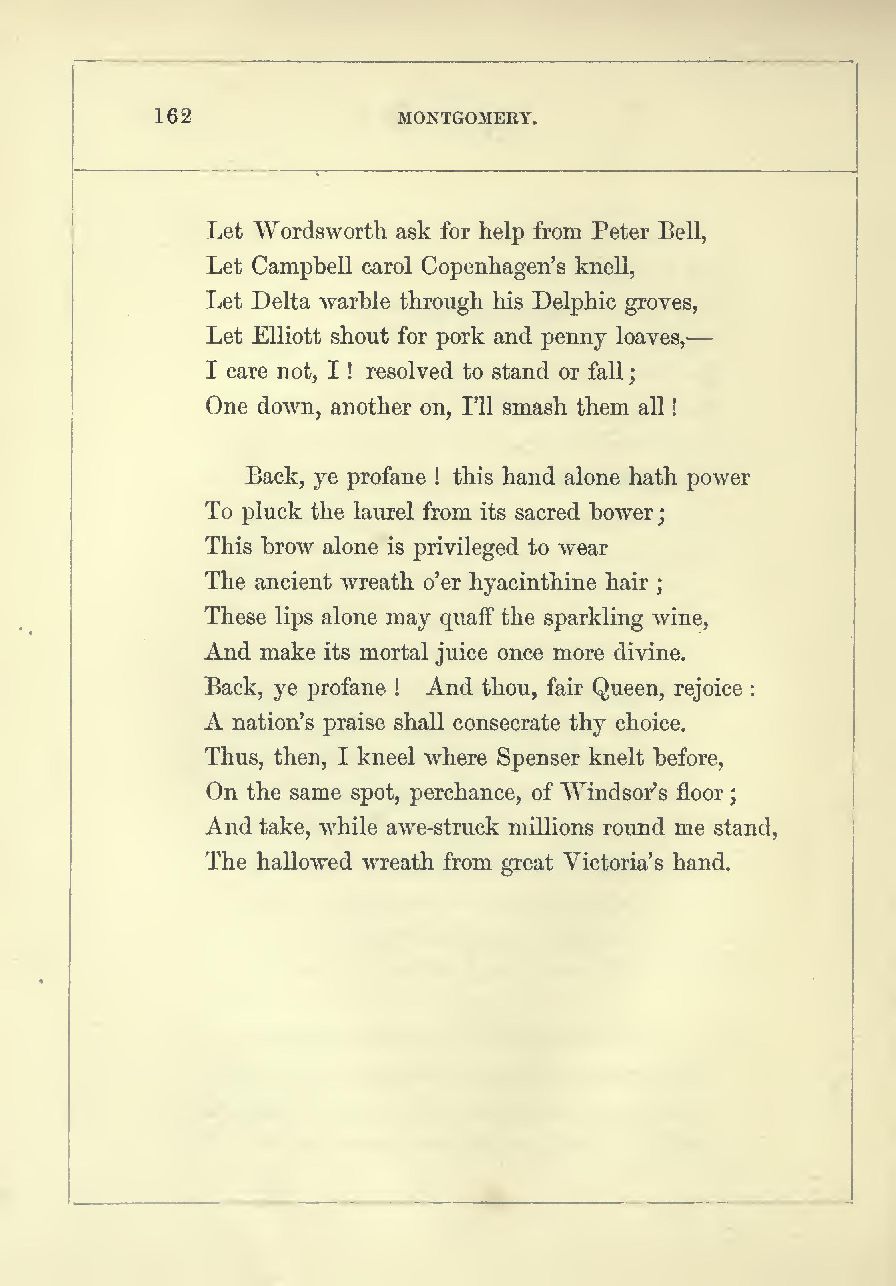 162 MONTGOMERY.
Let Wordsworth ask for help from Peter Bell,
Let Campbell carol Copenhagen's knell,
Let Delta warble through his Delphic groves,
Let Elliott shout for pork and penny loaves,—
I care not, I ! resolved to stand or fall ;
One down, another on, I'll smash them all !
Back, ye profane ! this hand alone hath power
To pluck the laurel from its sacred bower ;
This brow alone is privileged to wear
The ancient wreath o'er hyacinthine hair ;
These lips alone may quaff the sparkling wine,
And make its mortal juice once more divine.
Back, ye profane ! And thou, fair Queen, rejoice :
A nation's praise shall consecrate thy choice.
Thus, then, I kneel where Spenser knelt before,
On the same spot, perchance, of Windsor's floor ;
And take, while awe-struck millions round me stand,
The hallowed wreath from great Victoria's hand.